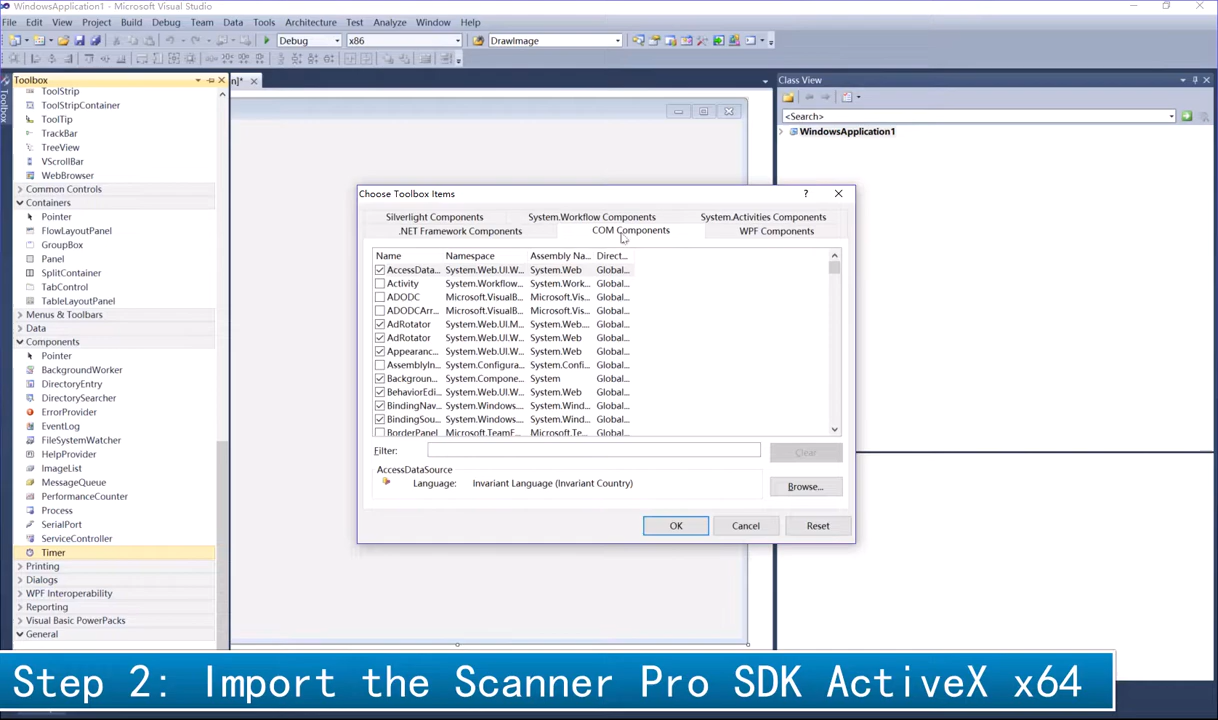 WindowsApplication1 - Microsoft Visual Studio
File Edit View Project Build Debug Team Data Tools Architecture Test Analyze Window Help
Debug x86 DrawImage
Toolbox
n]*
Class View
Toolbox
ToolStrip
ToolStripContainer
ToolTip
TrackBar
TreeView
VScrollBar
WebBrowser
Common Controls
Containers
Pointer
FlowLayoutPanel
GroupBox
Panel
SplitContainer
TabControl
TableLayoutPanel
Menus & Toolbars
Data
Components
Pointer
BackgroundWorker
DirectoryEntry
DirectorySearcher
ErrorProvider
EventLog
FileSystemWatcher
HelpProvider
ImageList
MessageQueue
PerformanceCounter
Process
SerialPort
ServiceController
Timer
Printing
Dialogs
WPF Interoperability
Reporting
Visual Basic PowerPacks
General
<Search>
WindowsApplication1
Choose Toolbox Items ?
Silverlight Components System.Workflow Components System.Activities Components
.NET Framework Components COM Components WPF Components
Name Namespace Assembly Na... Direct...
AccessData... System.Web.UI.W... System.Web Global...
Activity System.Workflow... System.Work... Global...
ADODC Microsoft.VisualB... Microsoft.Vis... Global...
ADODCArr... Microsoft.VisualB... Microsoft.Vis... Global...
AdRotator System.Web.UI.M... System.Web.... Global...
AdRotator System.Web.UI.W... System.Web Global...
Appearanc... System.Web.UI.W... System.Web Global...
AssemblyIn... System.Configura... System.Confi... Global...
Backgroun... System.Compone... System Global...
BehaviorEdi... System.Web.UI.W... System.Web Global...
BindingNav... System.Windows.... System.Wind... Global...
BindingSou... System.Windows.... System.Wind... Global...
BorderPanel Microsoft.TeamF... Microsoft.Te... Global...
Filter: Clear
AccessDataSource
Language: Invariant Language (Invariant Country)
Browse...
OK Cancel Reset
Step 2: Import the Scanner Pro SDK ActiveX x64